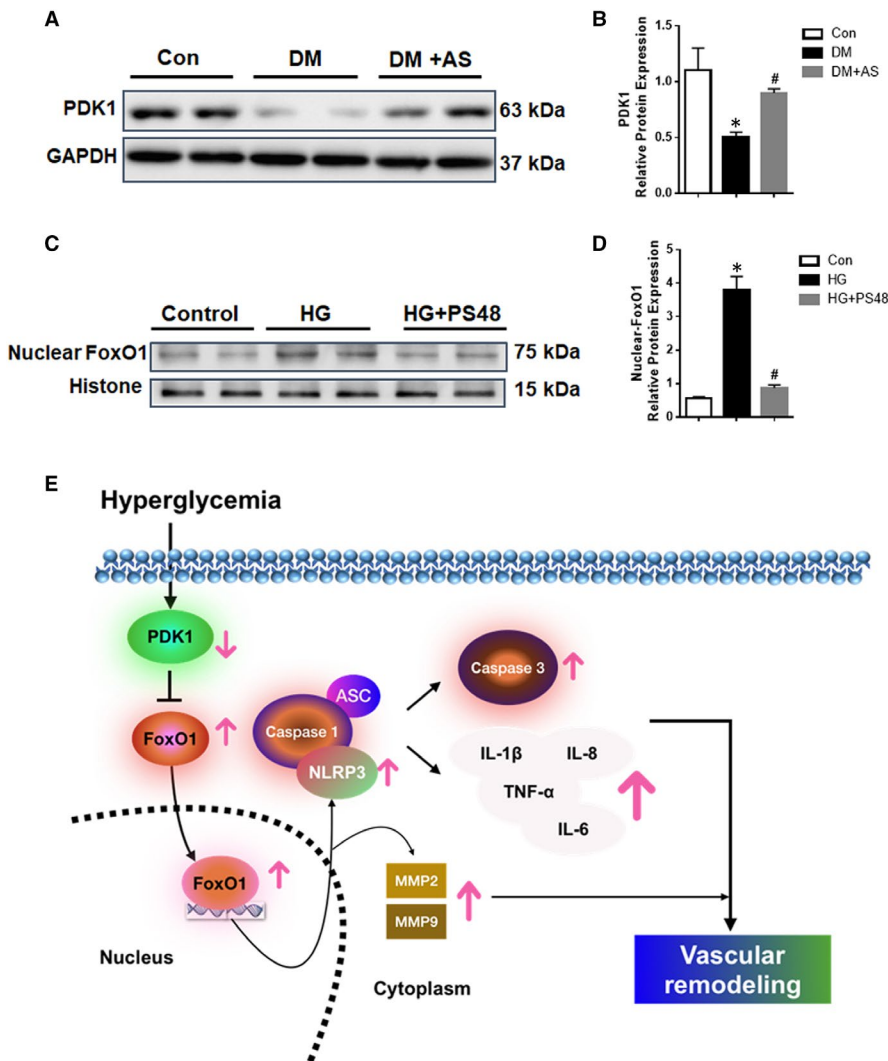 A
Con DM DM +AS
PDK1 63 kDa
GAPDH 37 kDa
B
PDK1
Relative Protein Expression
1.5
1.0
0.5
0.0
*
#
Con
DM
DM+AS
C
Control HG HG+PS48
Nuclear FoxO1 75 kDa
Histone 15 kDa
D
Nuclear-FoxO1
Relative Protein Expression
5
4
3
2
1
0
*
#
Con
HG
HG+PS48
E
Hyperglycemia
PDK1
FoxO1
ASC
Caspase 1
NLRP3
Caspase 3
IL-1β IL-8
TNF-α
IL-6
FoxO1
MMP2
MMP9
Nucleus
Cytoplasm
Vascular
remodeling